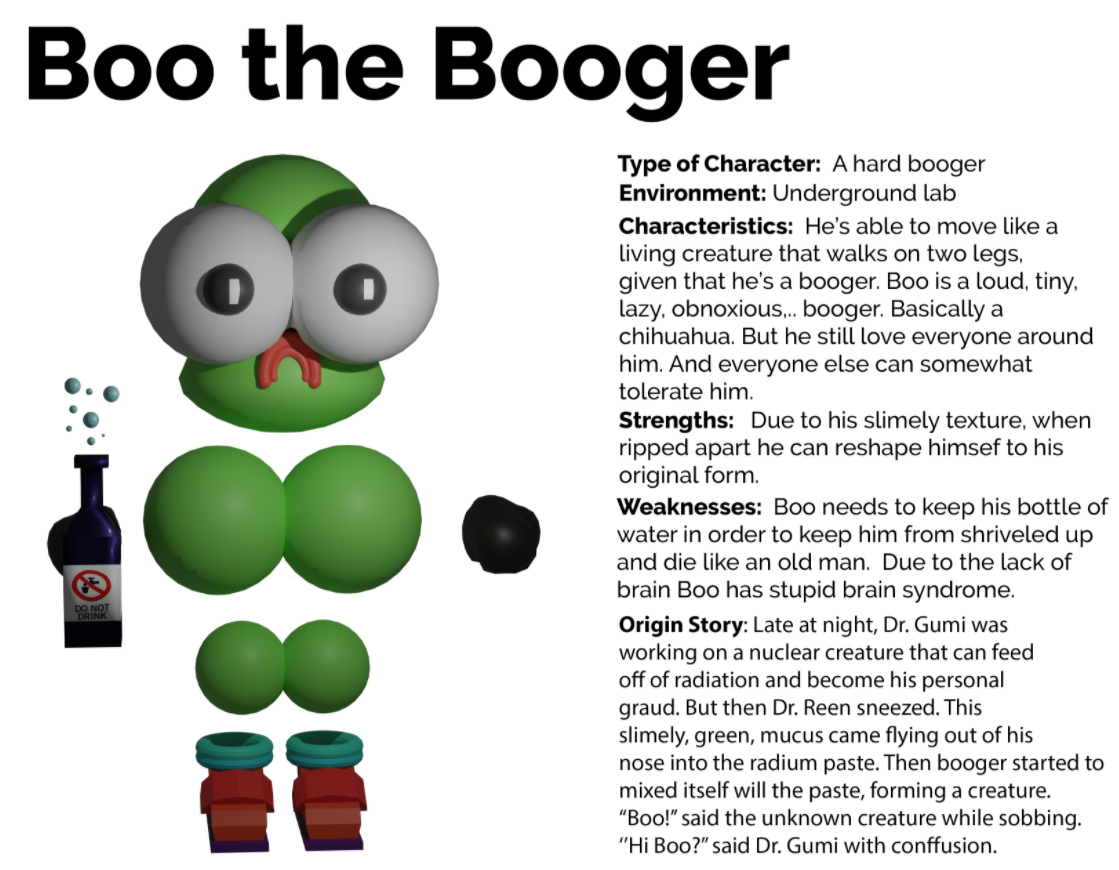 Boo the Booger
Type of Character: A hard booger
Environment: Underground lab
Characteristics: He's able to move like a
living creature that walks on two legs,
given that he's a booger. Boo is a loud, tiny,
lazy, obnoxious,.. booger. Basically a
chihuahua. But he still love everyone around
him. And everyone else can somewhat
tolerate him.
Strengths: Due to his slimely texture, when
ripped apart he can reshape himsef to his
original form.
Weaknesses: Boo needs to keep his bottle of
water in order to keep him from shriveled up
and die like an old man. Due to the lack of
brain Boo has stupid brain syndrome.
Origin Story: Late at night, Dr. Gumi was
working on a nuclear creature that can feed
off of radiation and become his personal
graud. But then Dr. Reen sneezed. This
slimely, green, mucus came flying out of his
nose into the radium paste. Then booger started to
mixed itself will the paste, forming a creature.
“Boo!” said the unknown creature while sobbing.
‘’Hi Boo?” said Dr. Gumi with conffusion.
DO NOT
DRINK